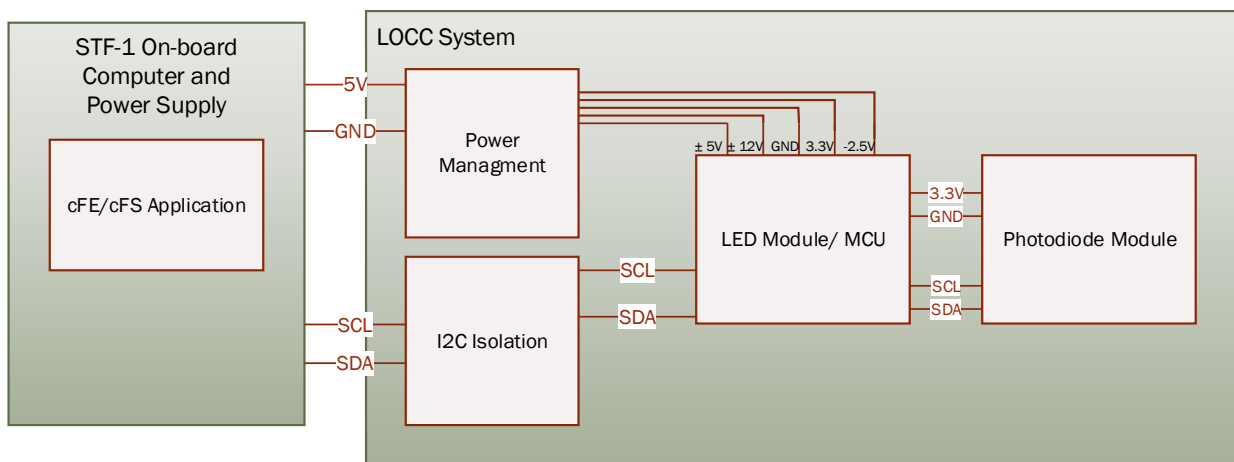 STF-1 On-board
Computer and
Power Supply
cFE/cFS Application
LOCC System
5V
GND
Power
Managment
± 5V ± 12V GND 3.3V -2.5V
SCL
SDA
I2C Isolation
SCL
SDA
LED Module/ MCU
3.3V
GND
SCL
SDA
Photodiode Module